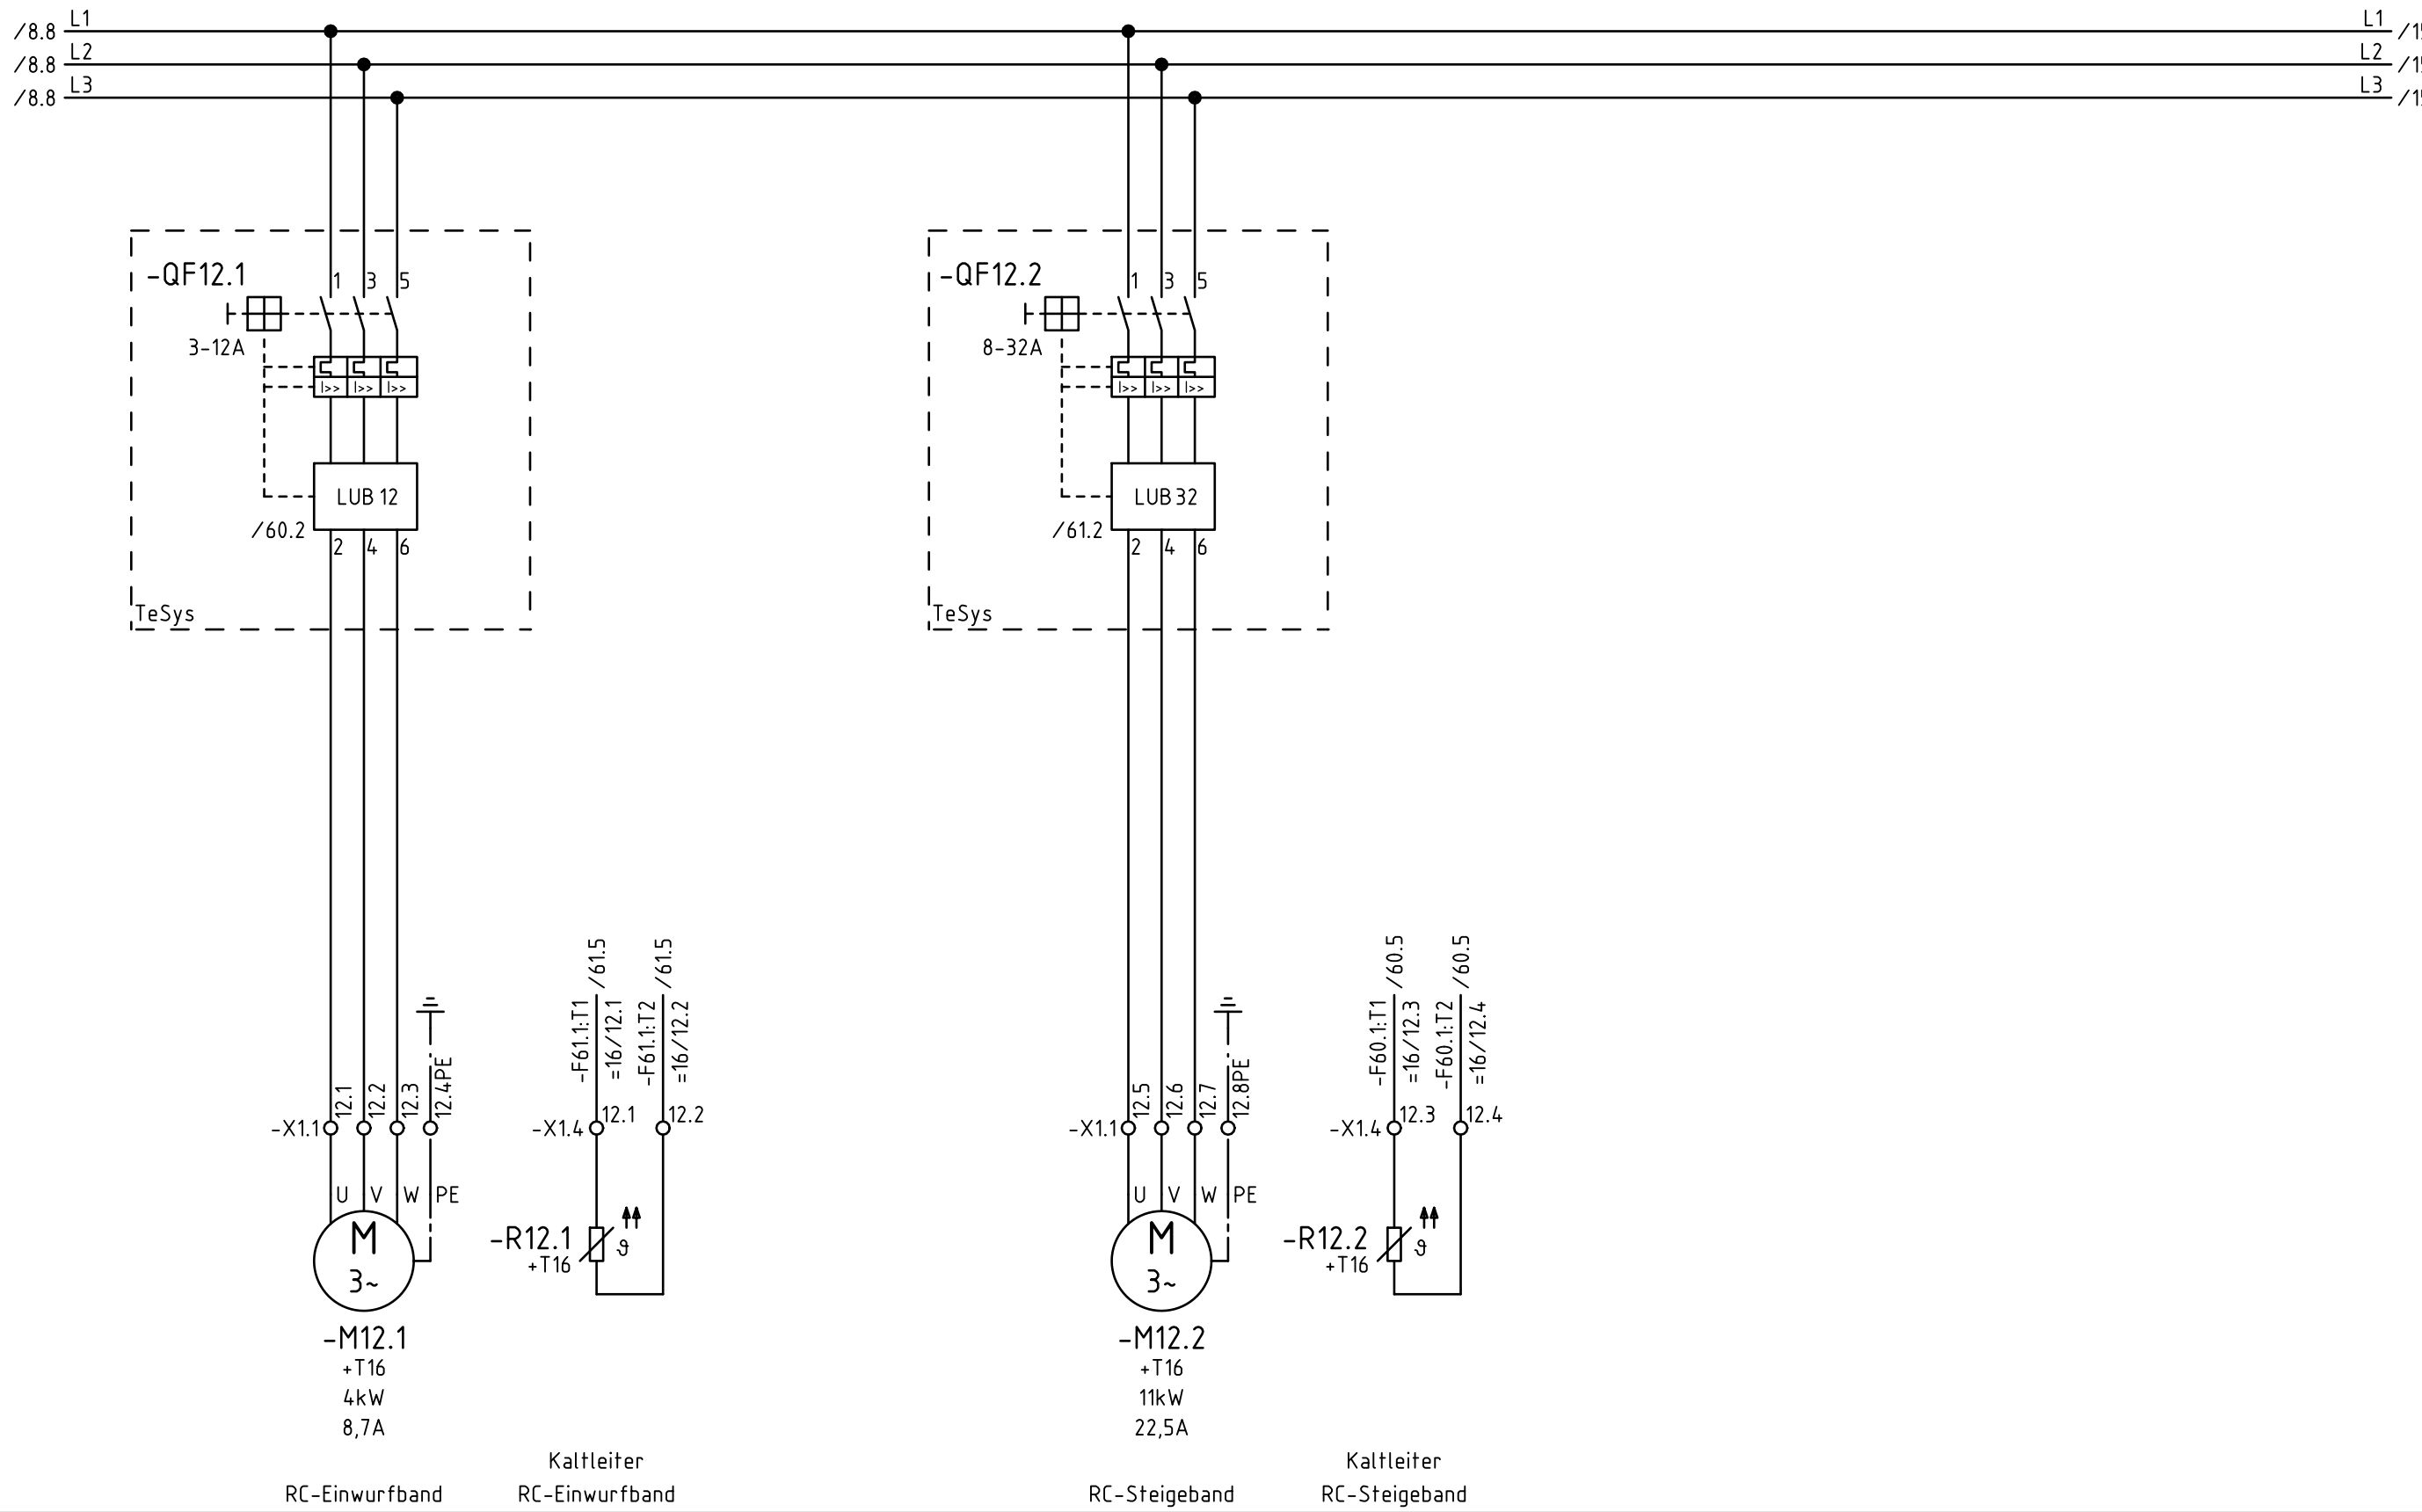 L1 L1
/8.8 /1
L2 L2
/8.8 /1
L3 L3
/8.8 /1
-QF12.1 1 3 5
3-12A
I>> I>> I>>
LUB 12
/60.2
2 4 6
TeSys
-QF12.2 1 3 5
8-32A
I>> I>> I>>
LUB 32
/61.2
2 4 6
TeSys
12.1 12.2 12.3 12.4PE
-X1.1
U V W PE
M
3~
-M12.1
+T16
4kW
8,7A
RC-Einwurfband
-F61.1:T1 /61.5
=16/12.1
-F61.1:T2 /61.5
=16/12.2
-X1.4 12.1 12.2
-R12.1
+T16
ϑ
Kaltleiter
RC-Einwurfband
12.5 12.6 12.7 12.8PE
-X1.1
U V W PE
M
3~
-M12.2
+T16
11kW
22,5A
RC-Steigeband
-F60.1:T1 /60.5
=16/12.3
-F60.1:T2 /60.5
=16/12.4
-X1.4 12.3 12.4
-R12.2
+T16
ϑ
Kaltleiter
RC-Steigeband